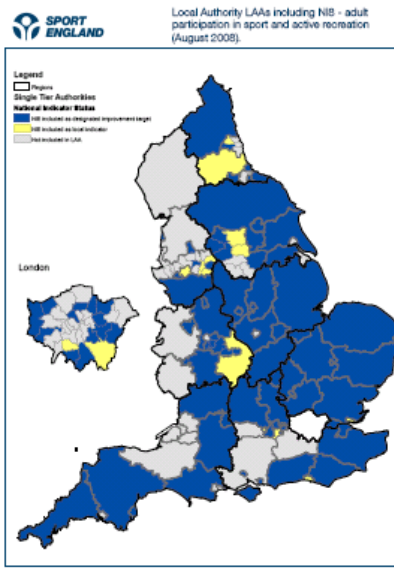 SPORT
ENGLAND
Local Authority LAAs including NI8 - adult
participation in sport and active recreation
(August 2008).
Legend
Regions
Single Tier Authorities
National Indicator Status
NI8 included as designated improvement target
NI8 included as local indicator
Not included in LAA
London